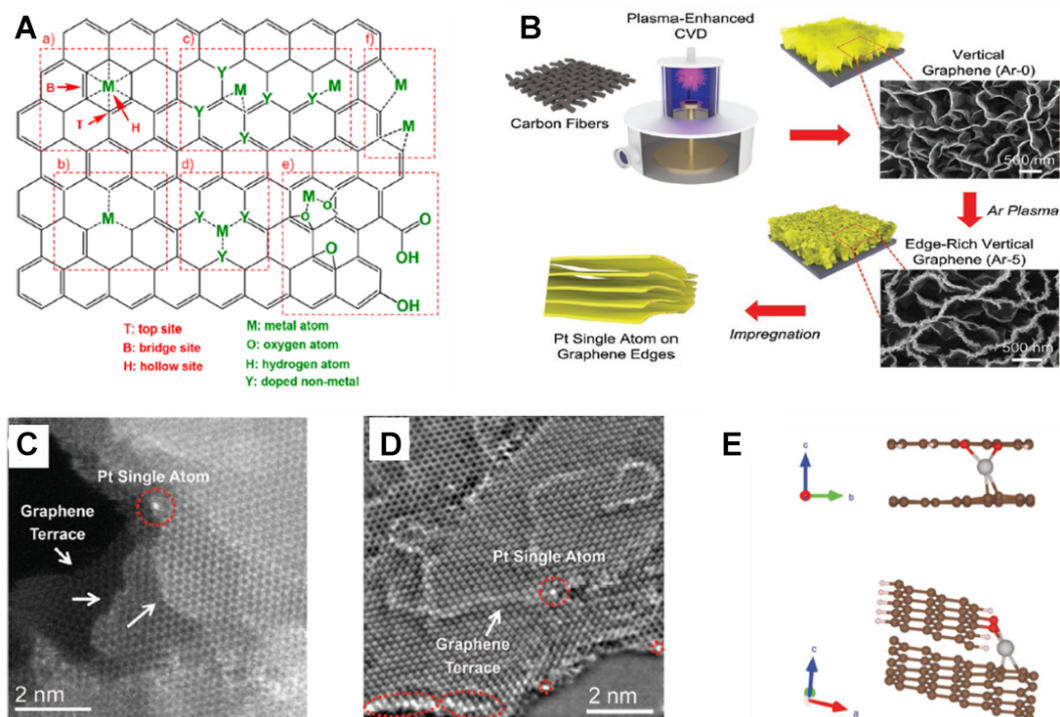 A
a)
c)
f)
Y
M
M
M
M
B
Y
Y
Y
T
H
Y
M
b)
d)
e)
M
M
O
O
Y
Y
O
M
OH
Y
O
OH
T: top site
B: bridge site
H: hollow site
M: metal atom
O: oxygen atom
H: hydrogen atom
Y: doped non-metal
B
Plasma-Enhanced
CVD
Carbon Fibers
Vertical
Graphene (Ar-0)
500 nm
Ar Plasma
Edge-Rich Vertical
Graphene (Ar-5)
500 nm
Impregnation
Pt Single Atom on
Graphene Edges
C
Pt Single Atom
Graphene
Terrace
2 nm
D
Pt Single Atom
Graphene
Terrace
2 nm
E
c
b
c
a